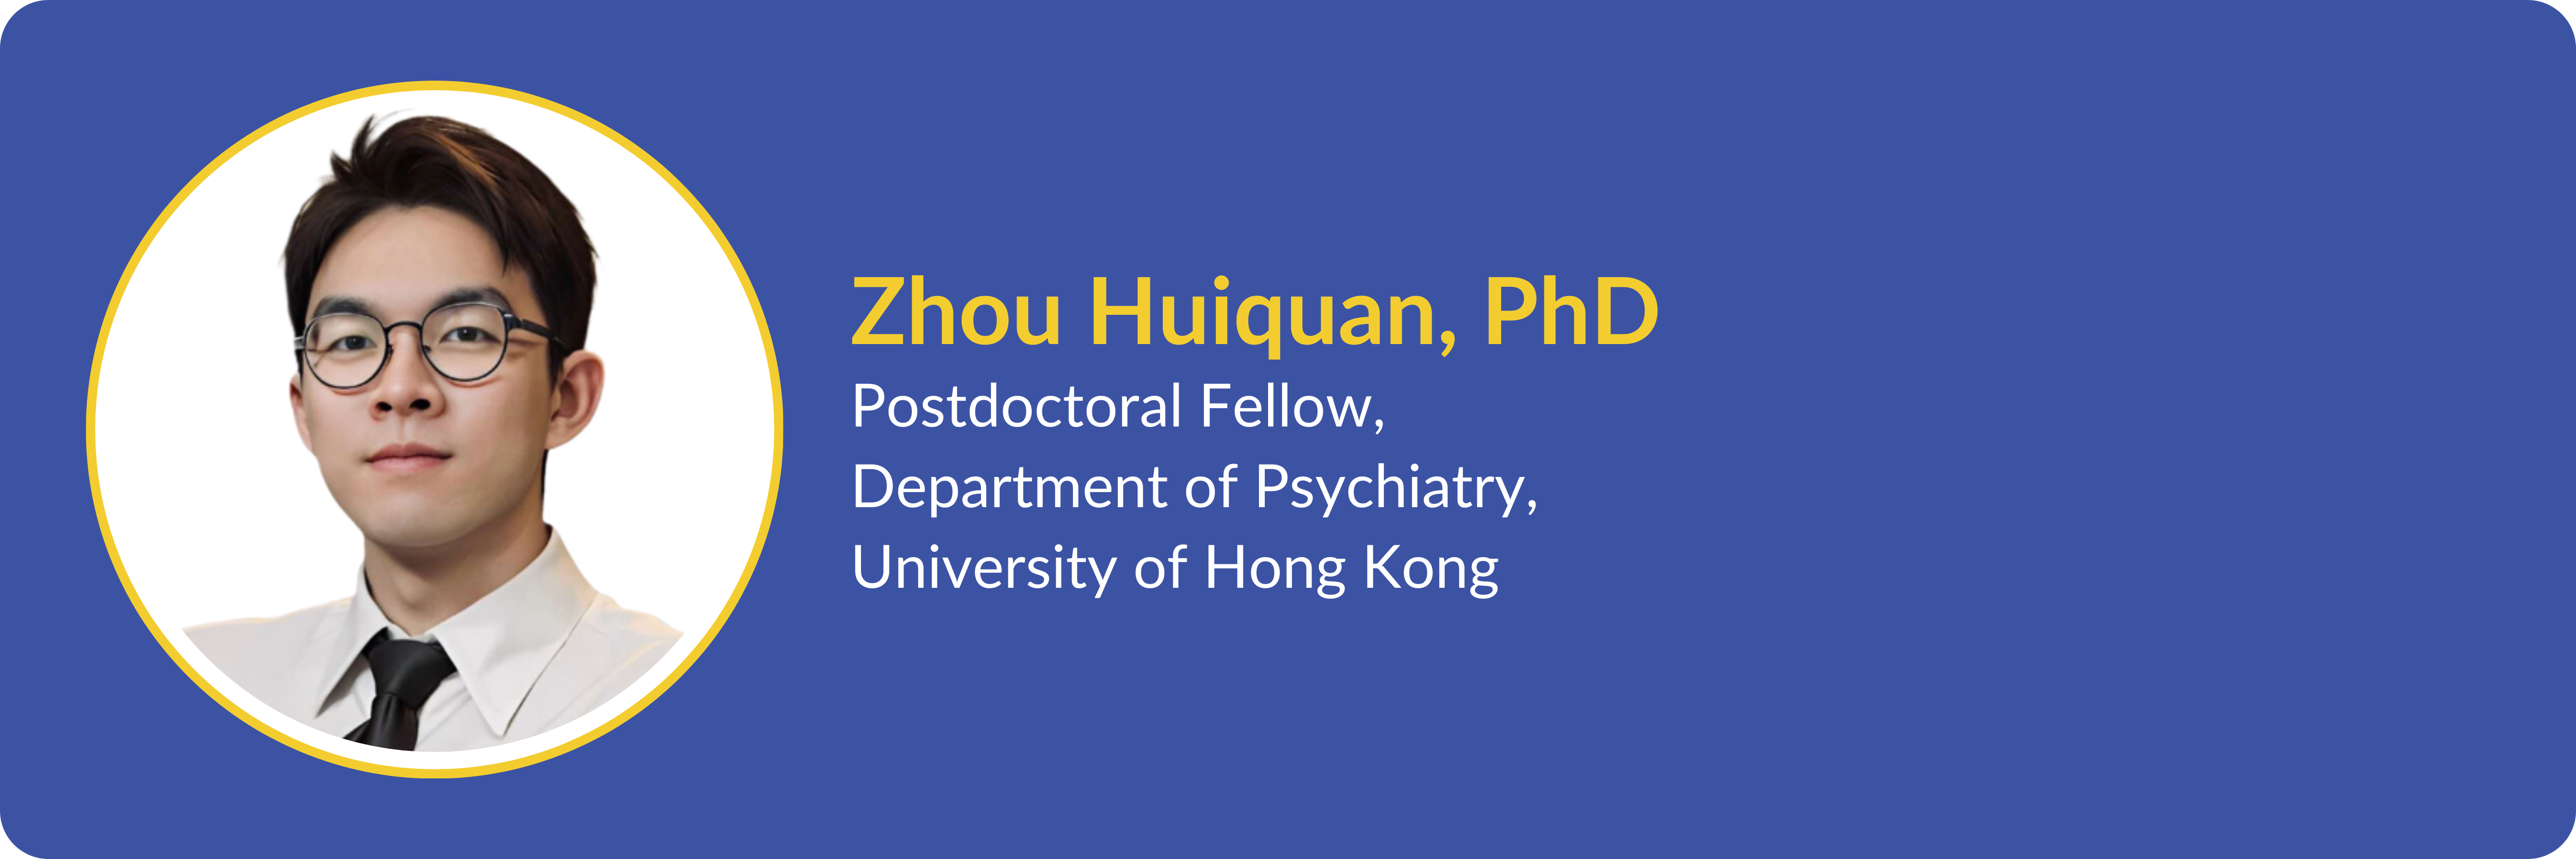 Zhou Huiquan, PhD
Postdoctoral Fellow,
Department of Psychiatry,
University of Hong Kong